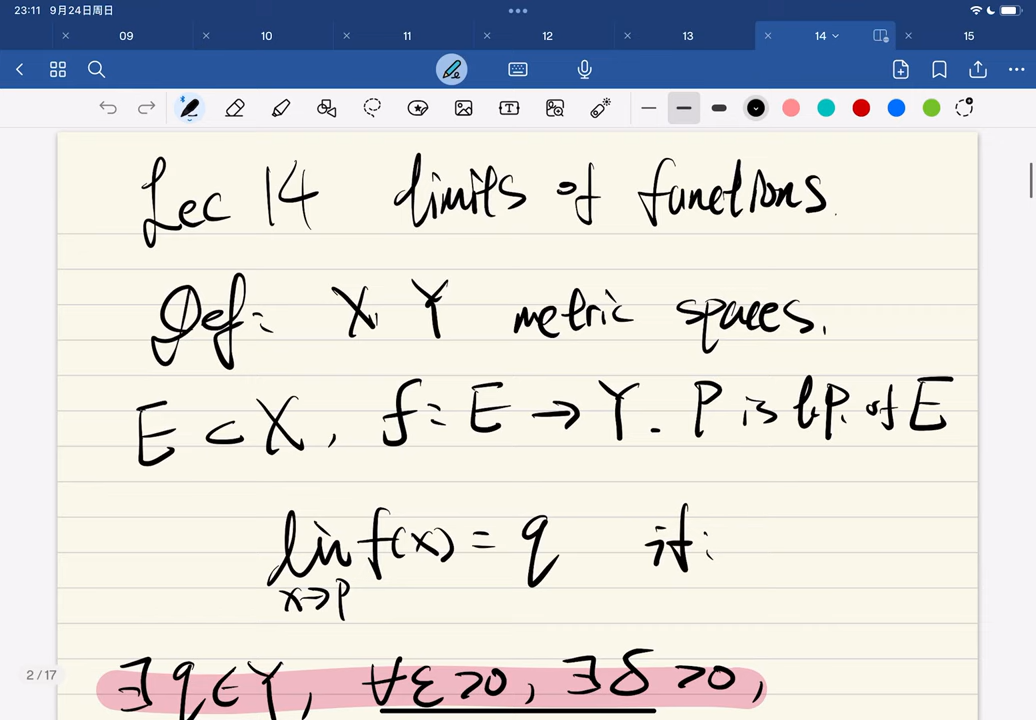 23:11 9月24日周日
09 10 11 12 13 14 15
Lec 14 limits of functions.
Def: X, Y metric spaces.
E ⊂ X, f: E → Y. P is l.P. of E
lim f(x) = q if:
x→p
2 / 17
∃ q ∈ Y, ∀ε >0, ∃ δ >0,